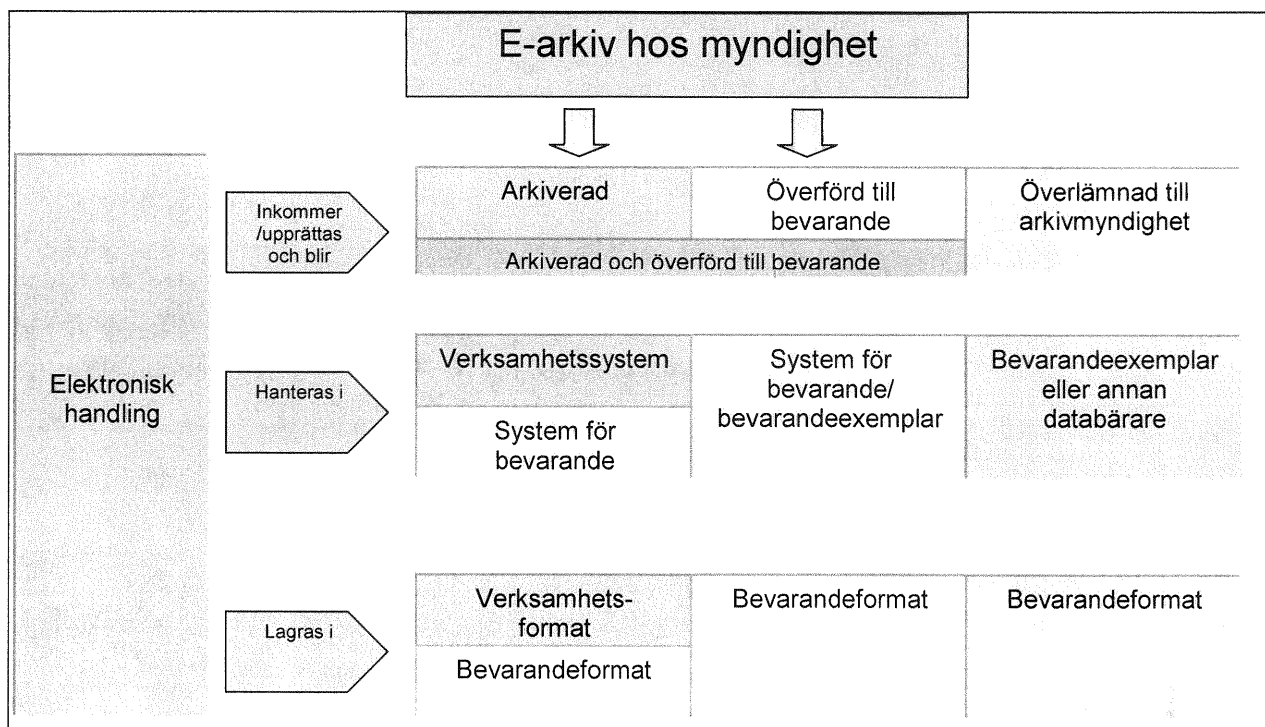 E-arkiv hos myndighet
Inkommer
/upprättas
och blir
Arkiverad
Överförd till
bevarande
Överlämnad till
arkivmyndighet
Arkiverad och överförd till bevarande
Elektronisk
handling
Hanteras i
Verksamhetssystem
System för
bevarande
System för
bevarande/
bevarandeexemplar
Bevarandeexemplar
eller annan
databärare
Lagras i
Verksamhets-
format
Bevarandeformat
Bevarandeformat
Bevarandeformat